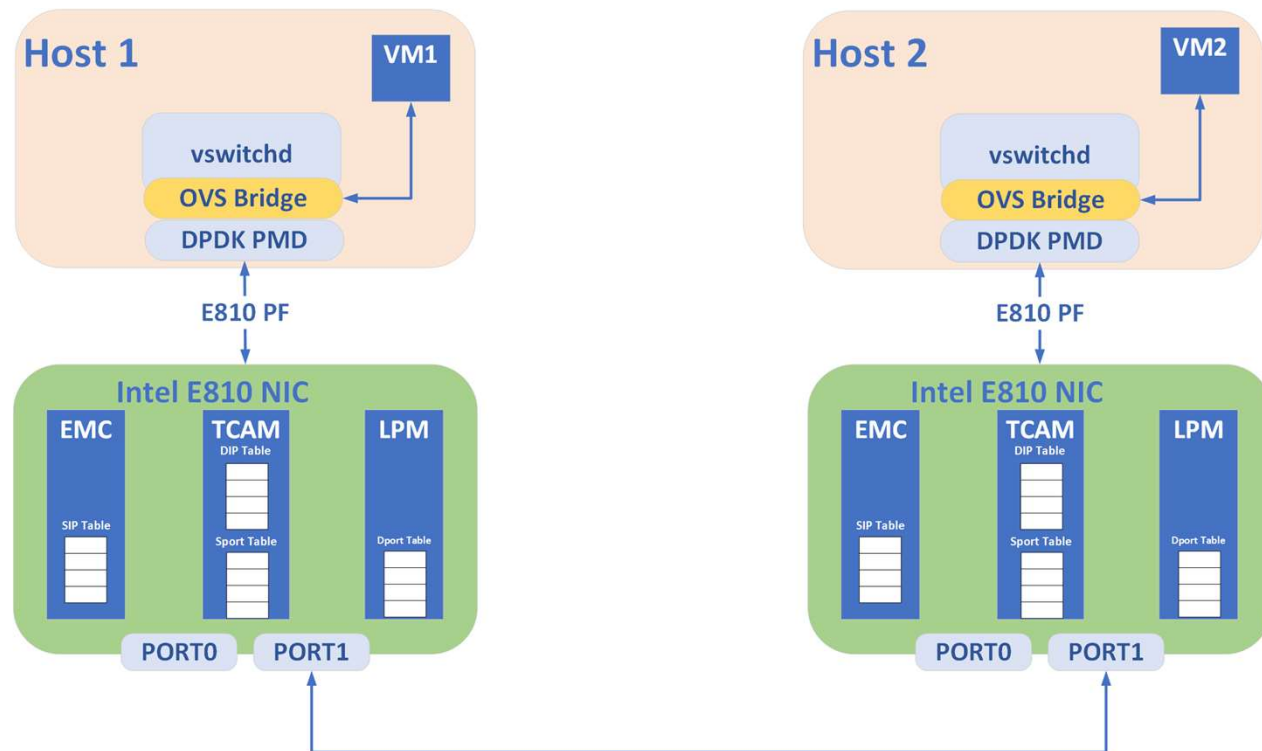 Host 1
VM1
vswitchd
OVS Bridge
DPDK PMD
E810 PF
Intel E810 NIC
EMC
TCAM
LPM
DIP Table
SIP Table
Sport Table
Dport Table
PORT0
PORT1
Host 2
VM2
vswitchd
OVS Bridge
DPDK PMD
E810 PF
Intel E810 NIC
EMC
TCAM
LPM
DIP Table
SIP Table
Sport Table
Dport Table
PORT0
PORT1